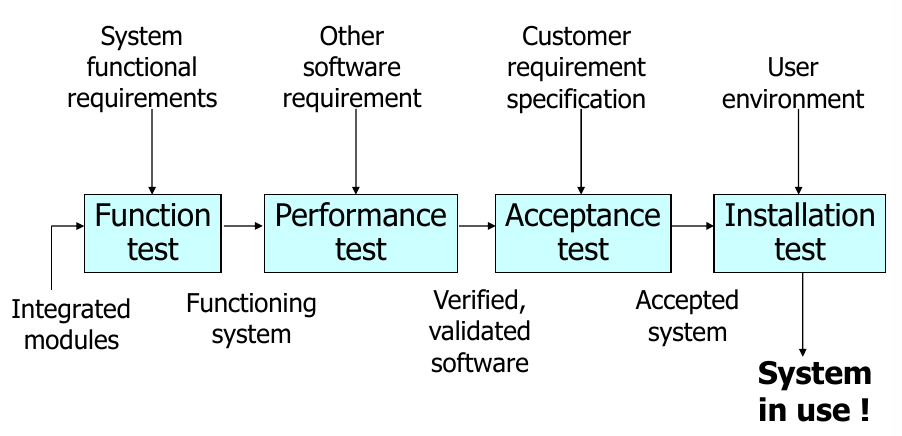 System
functional
requirements
Other
software
requirement
Customer
requirement
specification
User
environment
Function
test
Performance
test
Acceptance
test
Installation
test
Integrated
modules
Functioning
system
Verified,
validated
software
Accepted
system
System
in use !